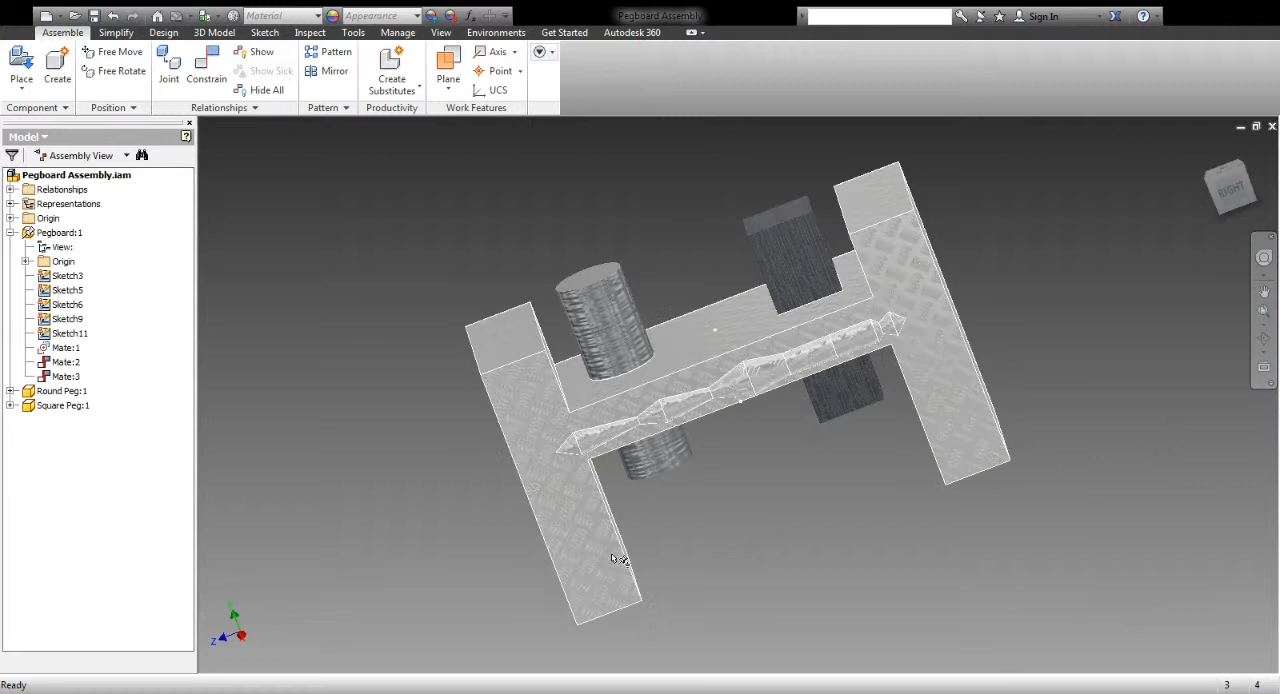 Material
Appearance
Pegboard Assembly
Sign In
Assemble
Simplify
Design
3D Model
Sketch
Inspect
Tools
Manage
View
Environments
Get Started
Autodesk 360
Place
Create
Free Move
Free Rotate
Joint
Constrain
Show
Show Sick
Hide All
Pattern
Mirror
Create
Substitutes
Plane
Axis
Point
UCS
Component
Position
Relationships
Pattern
Productivity
Work Features
Model
Assembly View
Pegboard Assembly.iam
Relationships
Representations
Origin
Pegboard:1
View:
Origin
Sketch3
Sketch5
Sketch6
Sketch9
Sketch11
Mate:1
Mate:2
Mate:3
Round Peg:1
Square Peg:1
RIGHT
Z
Ready
3 4